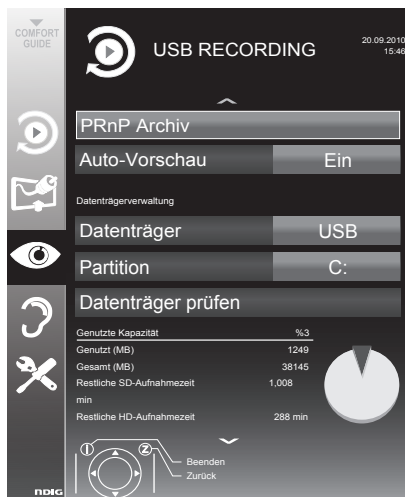 COMFORT
GUIDE
USB RECORDING
20.09.2010
15:46
PRnP Archiv
Auto-Vorschau Ein
Datenträgerverwaltung
Datenträger USB
Partition C:
Datenträger prüfen
Genutzte Kapazität %3
Genutzt (MB) 1249
Gesamt (MB) 38145
Restliche SD-Aufnahmezeit 1,008
min
Restliche HD-Aufnahmezeit 288 min
Beenden
Zurück
NDIG